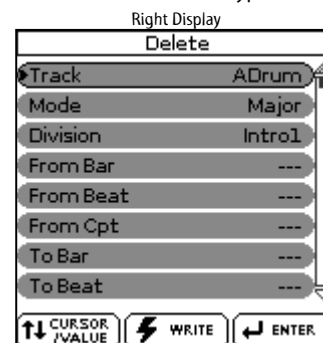 Right Display
Delete
Track ADrum
Mode Major
Division Intro1
From Bar ---
From Beat ---
From Cpt ---
To Bar ---
To Beat ---
CURSOR /VALUE WRITE ENTER